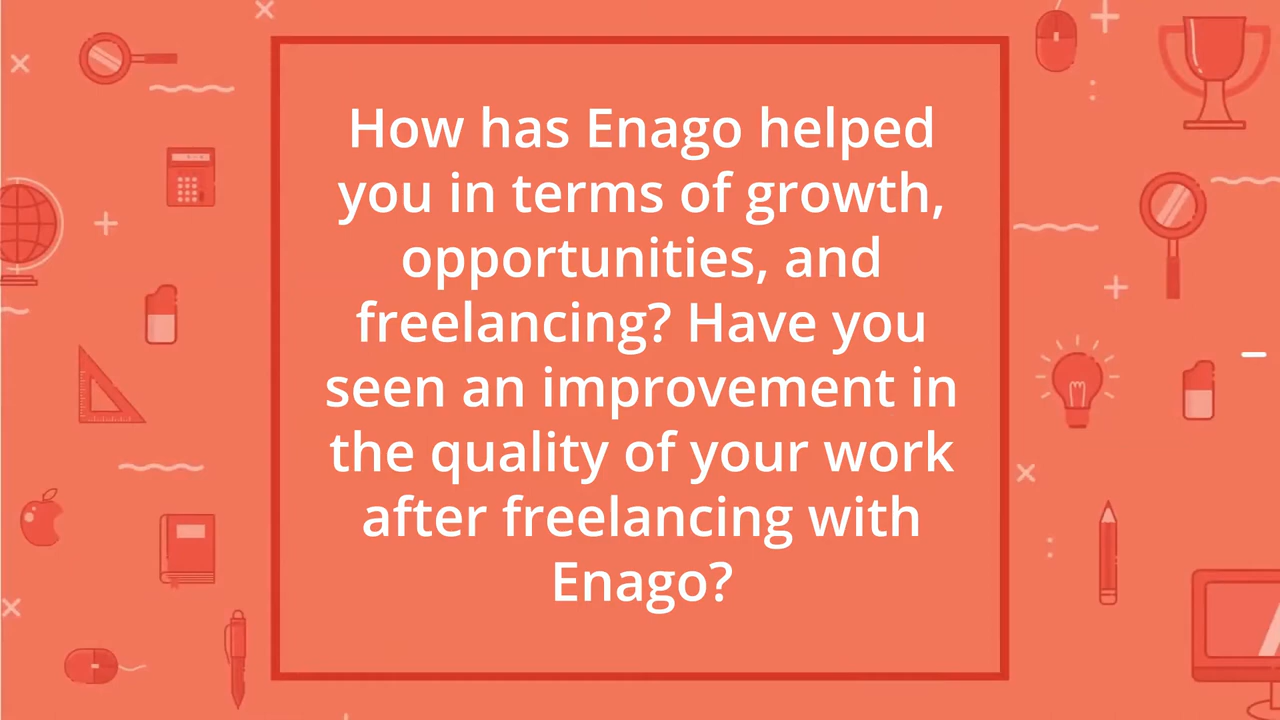 How has Enago helped
you in terms of growth,
opportunities, and
freelancing? Have you
seen an improvement in
the quality of your work
after freelancing with
Enago?